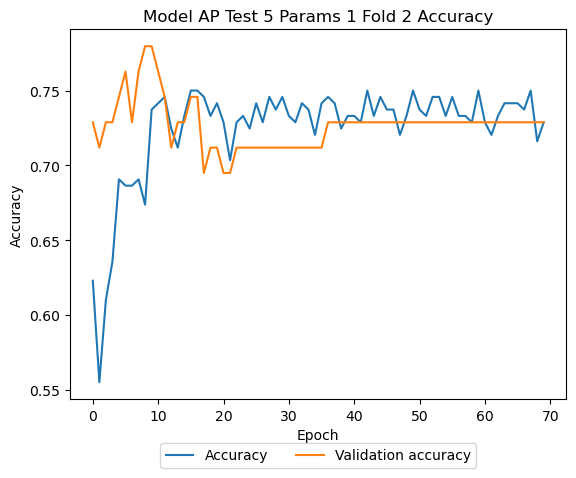 Model AP Test 5 Params 1 Fold 2 Accuracy
Accuracy
0.75
0.70
0.65
0.60
0.55
0 10 20 30 40 50 60 70
Epoch
Accuracy Validation accuracy